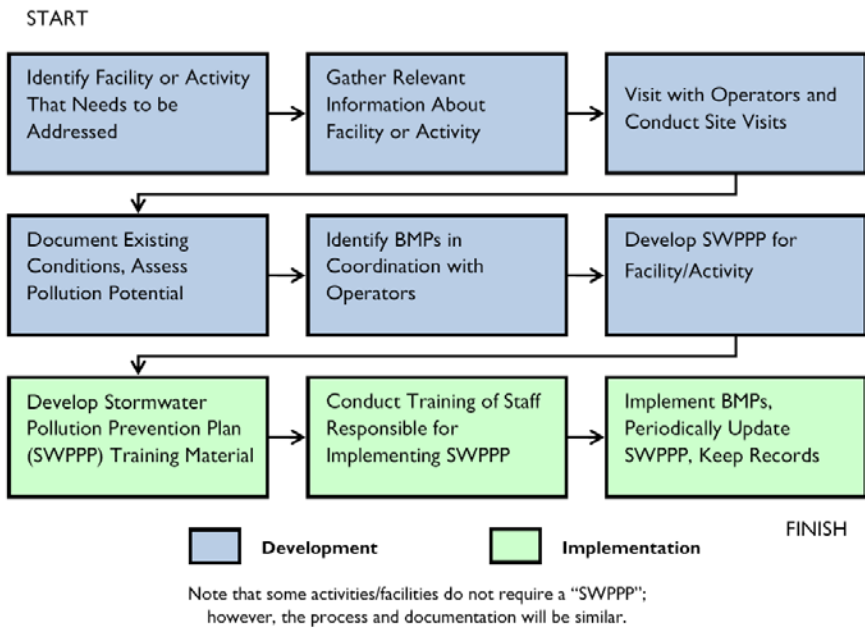 START
Identify Facility or Activity
That Needs to be
Addressed
Gather Relevant
Information About
Facility or Activity
Visit with Operators and
Conduct Site Visits
Document Existing
Conditions, Assess
Pollution Potential
Identify BMPs in
Coordination with
Operators
Develop SWPPP for
Facility/Activity
Develop Stormwater
Pollution Prevention Plan
(SWPPP) Training Material
Conduct Training of Staff
Responsible for
Implementing SWPPP
Implement BMPs,
Periodically Update
SWPPP, Keep Records
FINISH
Development
Implementation
Note that some activities/facilities do not require a “SWPPP”;
however, the process and documentation will be similar.